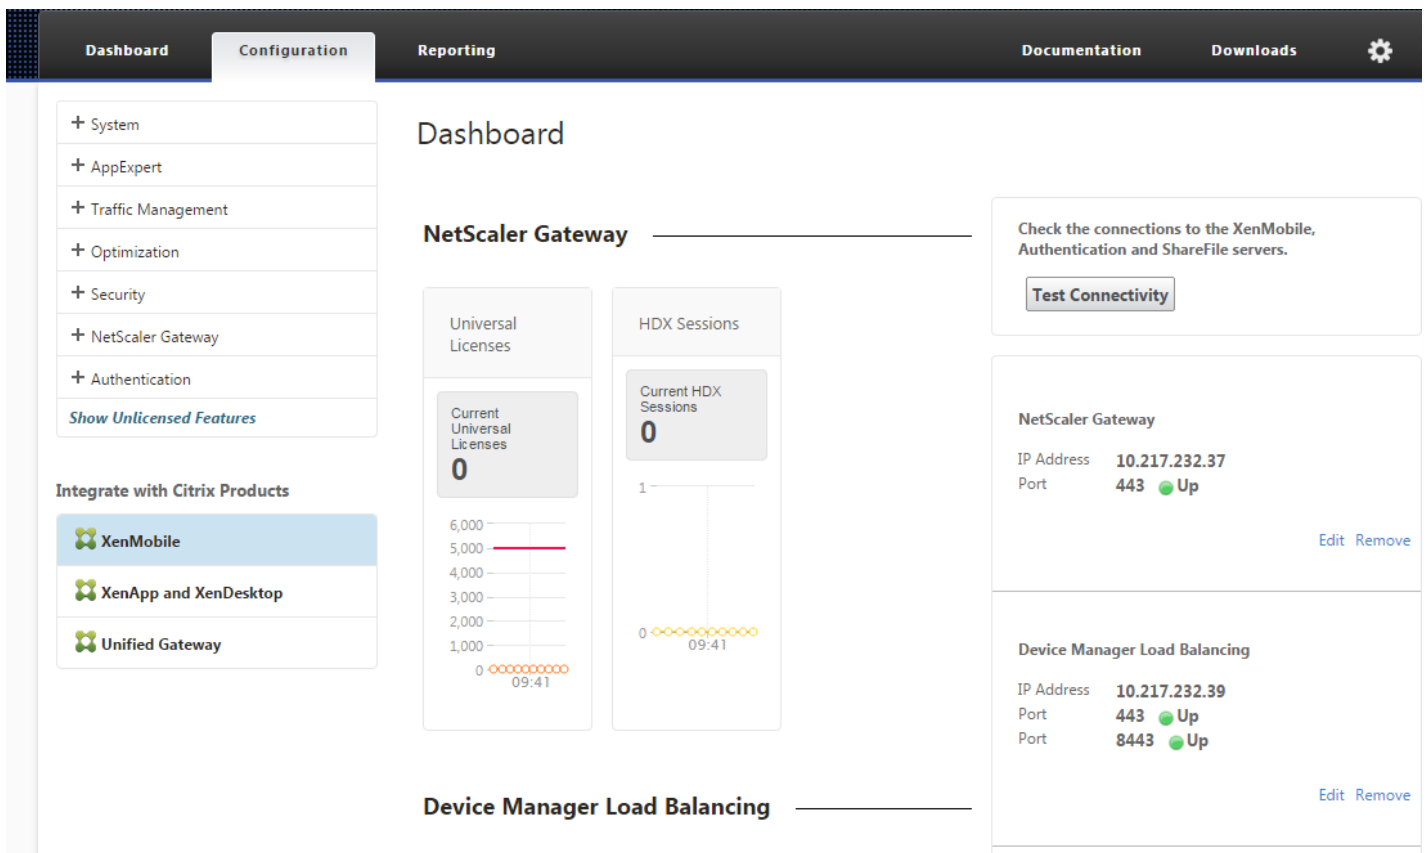 Dashboard
Configuration
Reporting
Documentation
Downloads
+ System
+ AppExpert
+ Traffic Management
+ Optimization
+ Security
+ NetScaler Gateway
+ Authentication
Show Unlicensed Features
Integrate with Citrix Products
XenMobile
XenApp and XenDesktop
Unified Gateway
Dashboard
NetScaler Gateway
Universal
Licenses
Current
Universal
Licenses
0
6,000
5,000
4,000
3,000
2,000
1,000
0
09:41
HDX Sessions
Current HDX
Sessions
0
1
0
09:41
Device Manager Load Balancing
Check the connections to the XenMobile,
Authentication and ShareFile servers.
Test Connectivity
NetScaler Gateway
IP Address 10.217.232.37
Port 443 Up
Edit Remove
Device Manager Load Balancing
IP Address 10.217.232.39
Port 443 Up
Port 8443 Up
Edit Remove